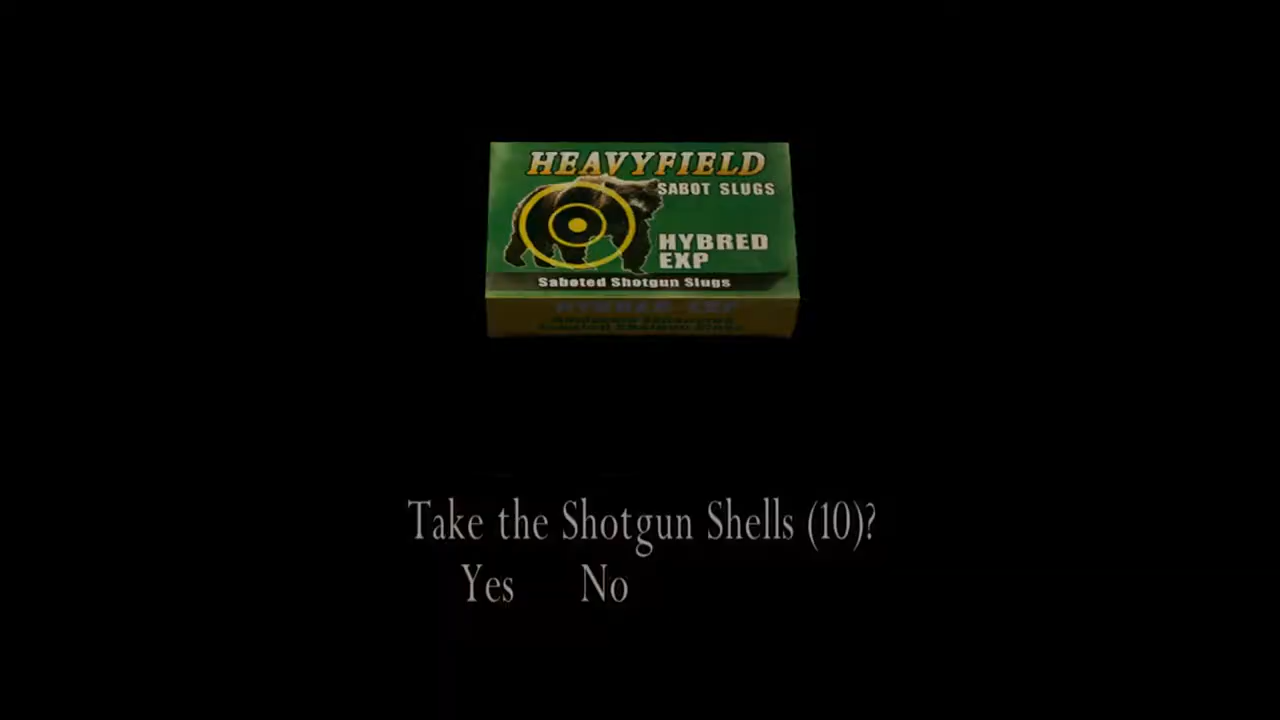 HEAVYFIELD
SABOT SLUGS
HYBRED
EXP
Saboted Shotgun Slugs
Take the Shotgun Shells (10)?
Yes No